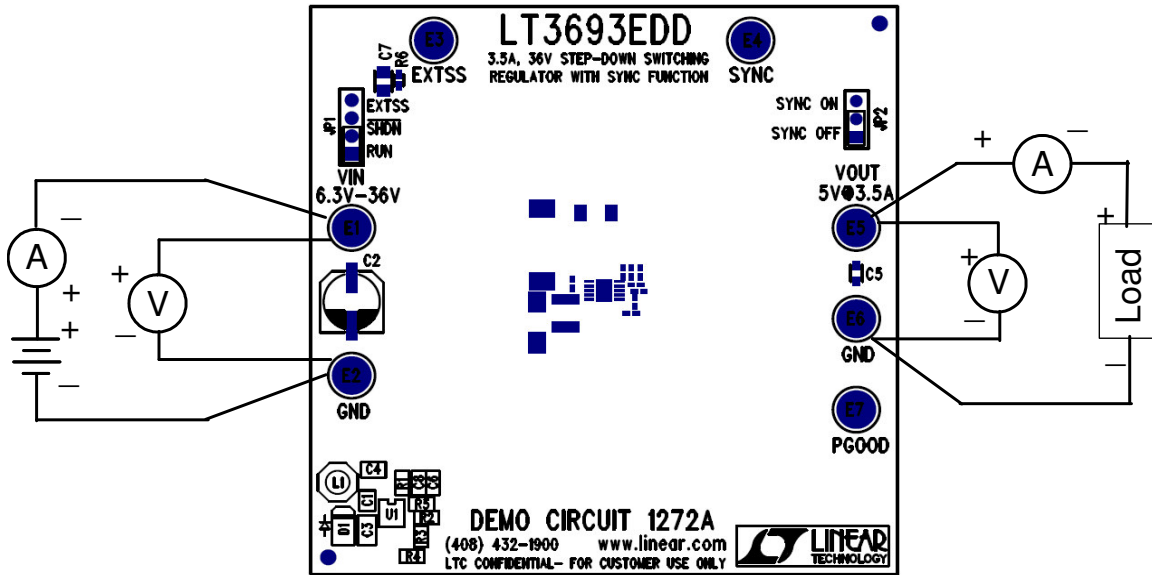 E3
EXTSS
LT3693EDD
3.5A, 36V STEP-DOWN SWITCHING
REGULATOR WITH SYNC FUNCTION
E4
SYNC
C7
R6
JP1
EXTSS
SHDN
RUN
SYNC ON
SYNC OFF
JP2
VIN
6.3V-36V
VOUT
5V@3.5A
E1
C2
E2
GND
E5
C5
E6
GND
E7
PGOOD
+
A
−
+
+
−
+
V
−
+
A
−
+
V
−
+
Load
−
L1
C4
C1
D1
C3
U1
R1
C8
C6
R5
R2
R3
R4
DEMO CIRCUIT 1272A
(408) 432-1900 www.linear.com
LTC CONFIDENTIAL- FOR CUSTOMER USE ONLY
LINEAR
TECHNOLOGY